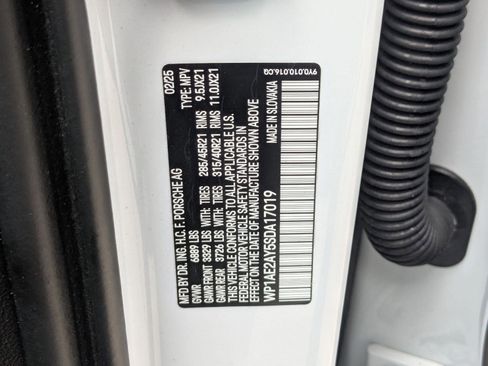 MFD BY DR. ING. H.C. F. PORSCHE AG 02/25
GVWR 6889 LBS TYPE: MPV
GAWR FRONT 3329 LBS WITH: TIRES 285/45R21 RIMS 9.5JX21
GAWR REAR 3726 LBS WITH: TIRES 315/40R21 RIMS 11.0JX21
THIS VEHICLE CONFORMS TO ALL APPLICABLE U.S.
FEDERAL MOTOR VEHICLE SAFETY STANDARDS IN
EFFECT ON THE DATE OF MANUFACTURE SHOWN ABOVE
WP1AE2AY5SDA17019 MADE IN SLOVAKIA
9Y0.010.016.CQ